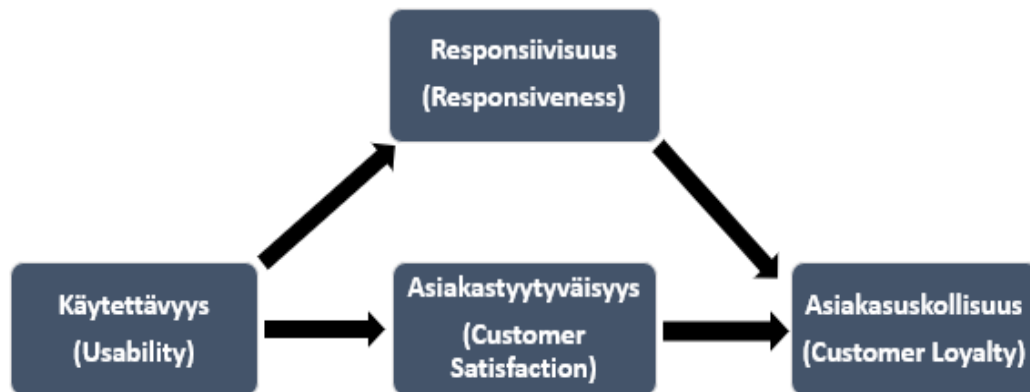 Responsiivisuus
(Responsiveness)
Käytettävyys
(Usability)
Asiakastyytyväisyys
(Customer
Satisfaction)
Asiakasuskollisuus
(Customer Loyalty)